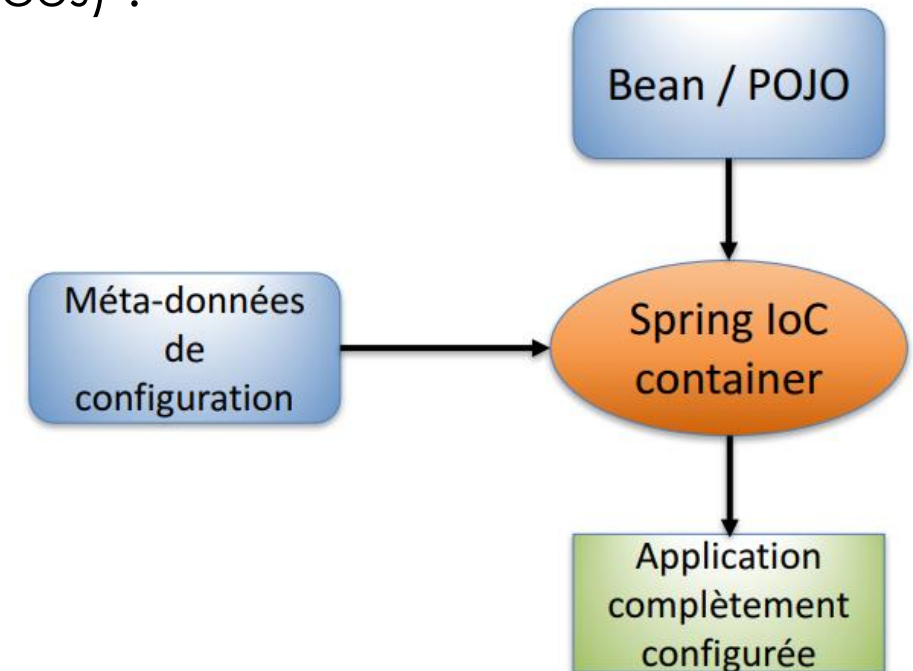 Bean / POJO
Méta-données
de
configuration
Spring IoC
container
Application
complètement
configurée